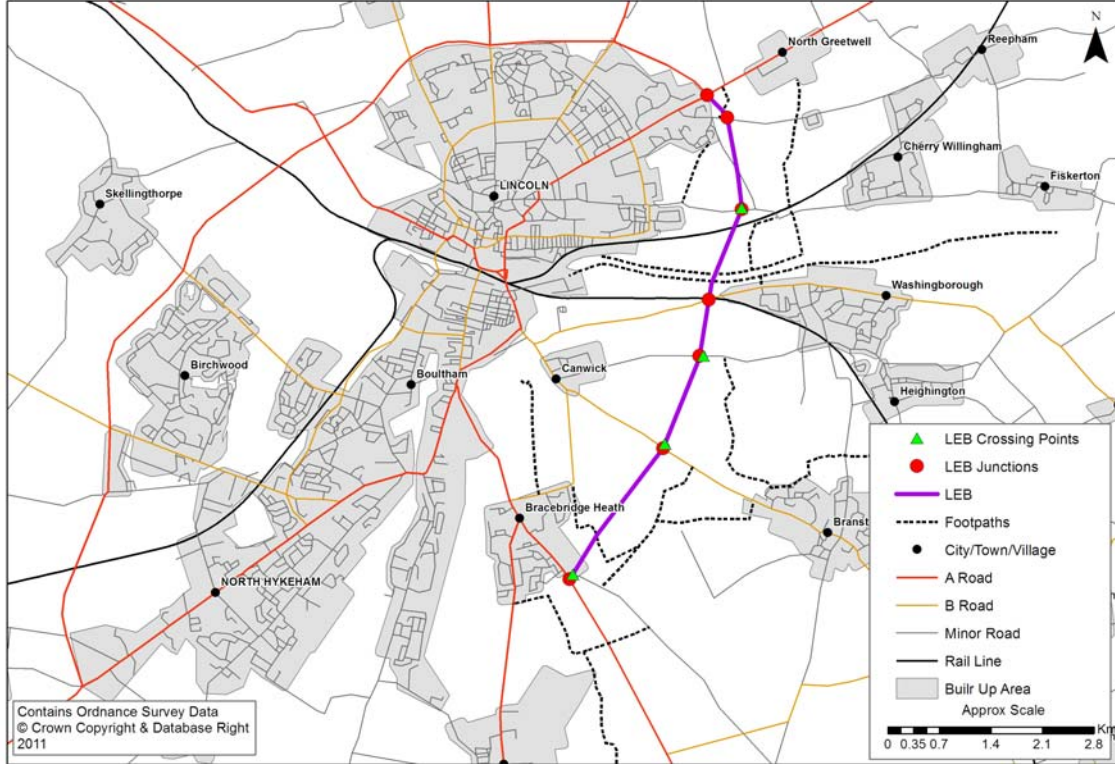 N
North Greetwell
Reepham
Cherry Willingham
Fiskerton
Skellingthorpe
LINCOLN
Washingborough
Birchwood
Boultham
Canwick
Heighington
Bracebridge Heath
Branst
NORTH HYKEHAM
LEB Crossing Points
LEB Junctions
LEB
Footpaths
City/Town/Village
A Road
B Road
Minor Road
Rail Line
Builr Up Area
Approx Scale
Km
0 0.35 0.7 1.4 2.1 2.8
Contains Ordnance Survey Data
© Crown Copyright & Database Right
2011